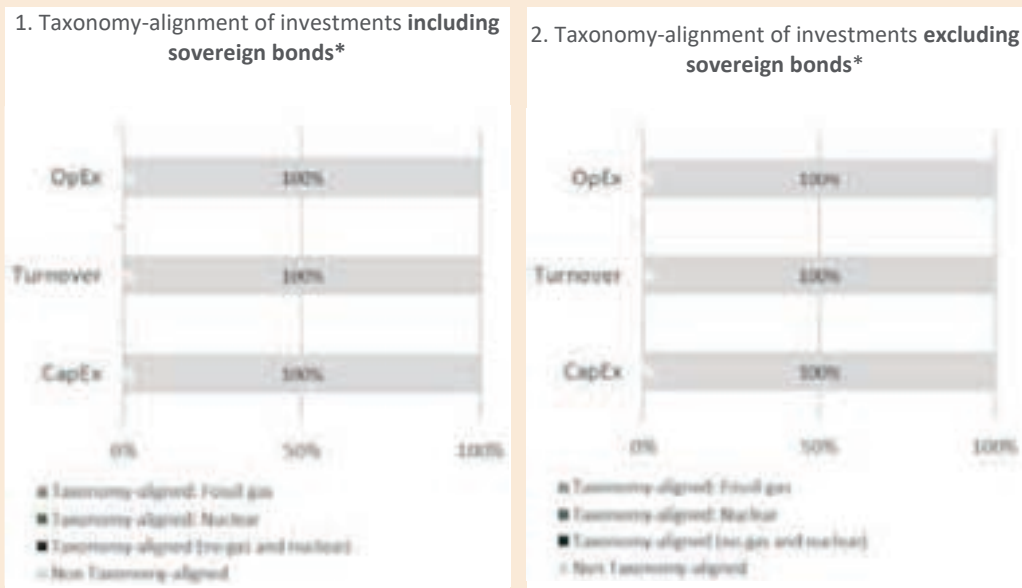 1. Taxonomy-alignment of investments including
sovereign bonds*
OpEx
100%
Turnover
100%
CapEx
100%
0%
50%
100%
Taxonomy-aligned: Fossil gas
Taxonomy-aligned: Nuclear
Taxonomy-aligned (no gas and nuclear)
Non Taxonomy-aligned
2. Taxonomy-alignment of investments excluding
sovereign bonds*
OpEx
100%
Turnover
100%
CapEx
100%
0%
50%
100%
Taxonomy-aligned: Fossil gas
Taxonomy-aligned: Nuclear
Taxonomy-aligned (no gas and nuclear)
Non Taxonomy-aligned